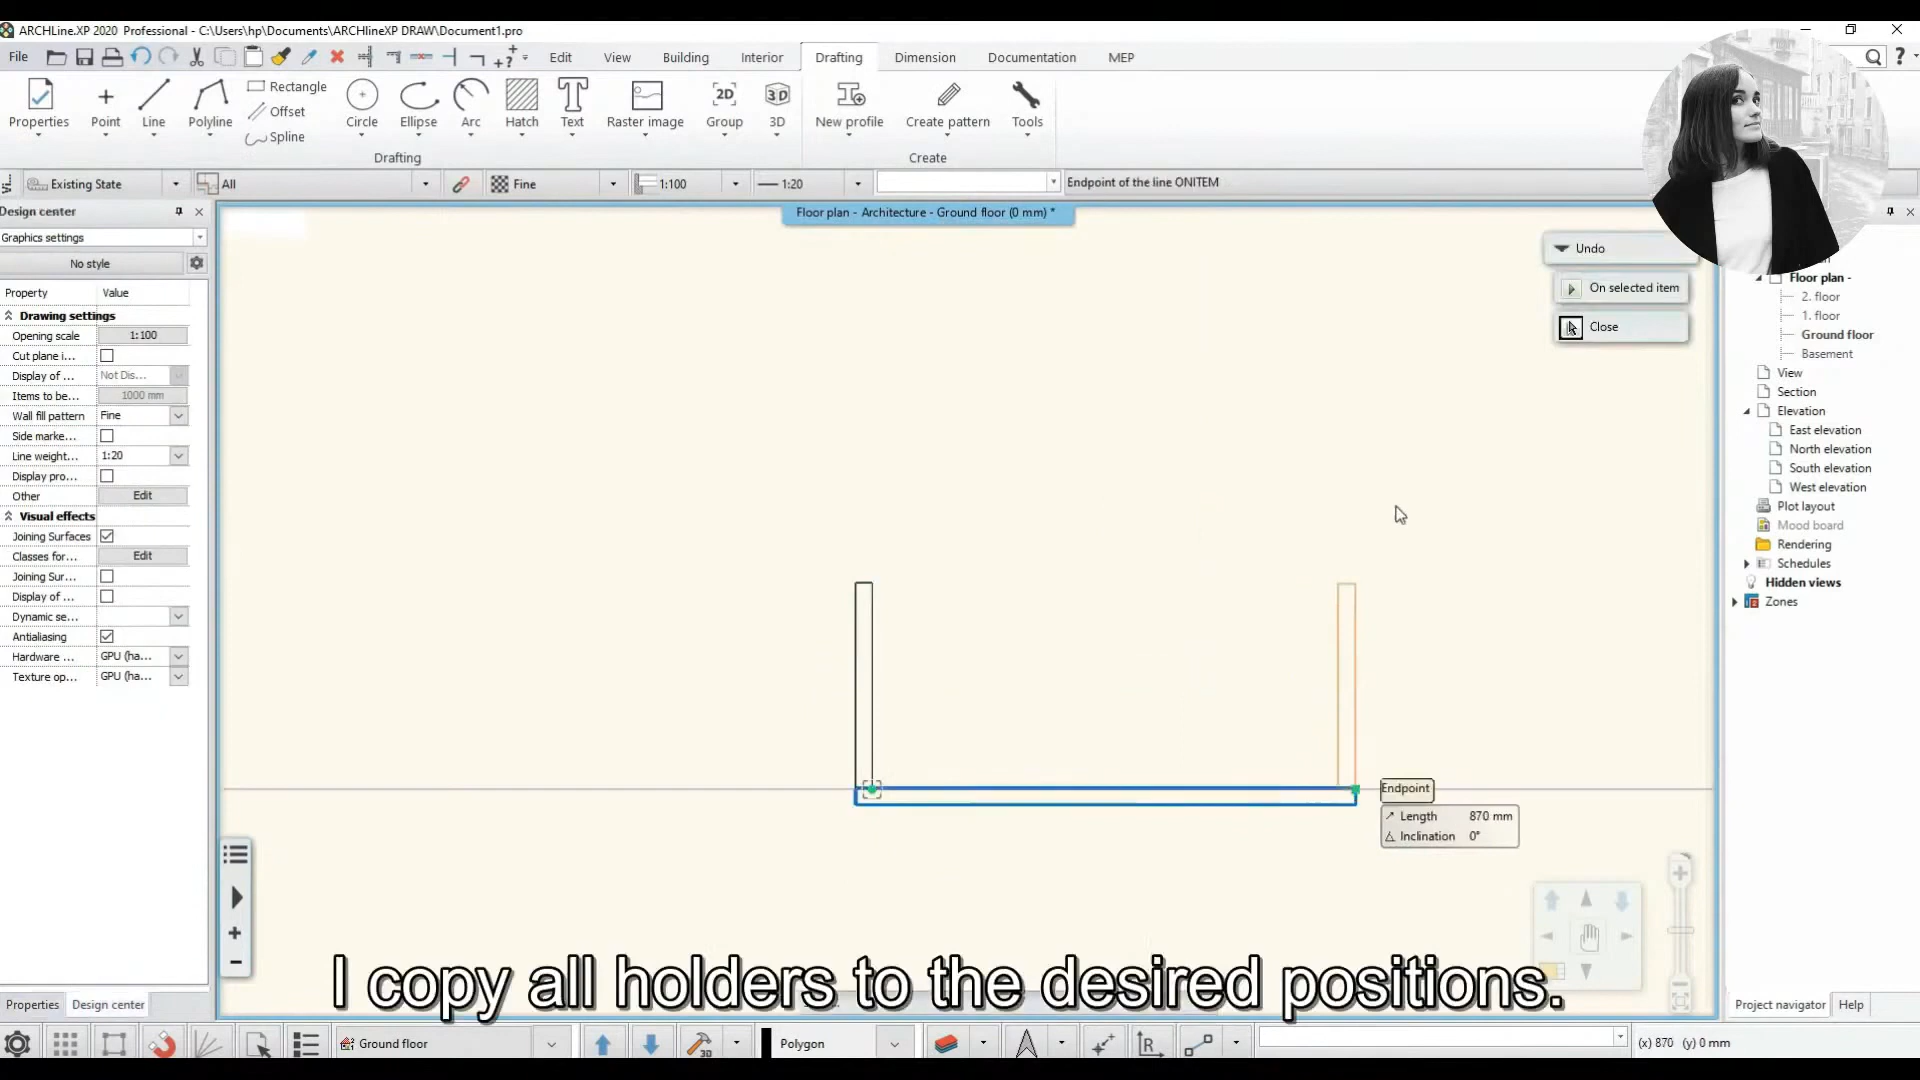 ARCHLine.XP 2020 Professional - C:\Users\hp\Documents\ARCHlineXP DRAW\Document1.pro
File
Edit
View
Building
Interior
Drafting
Dimension
Documentation
MEP
Properties
Point
Line
Polyline
Rectangle
Offset
Spline
Circle
Ellipse
Arc
Hatch
Text
Raster image
2D
Group
3D
3D
New profile
Create pattern
Tools
Drafting
Create
Existing State
All
Fine
1:100
1:20
Endpoint of the line ONITEM
Design center
Graphics settings
No style
Property Value
Drawing settings
Opening scale 1:100
Cut plane i...
Display of ... Not Dis...
Items to be... 1000 mm
Wall fill pattern Fine
Side marke...
Line weight... 1:20
Display pro...
Other Edit
Visual effects
Joining Surfaces
Classes for... Edit
Joining Sur...
Display of ...
Dynamic se...
Antialiasing
Hardware ... GPU (ha...
Texture op... GPU (ha...
Properties
Design center
Floor plan - Architecture - Ground floor (0 mm) *
Undo
On selected item
Close
Endpoint
Length 870 mm
Inclination 0°
Floor plan -
2. floor
1. floor
Ground floor
Basement
View
Section
Elevation
East elevation
North elevation
South elevation
West elevation
Plot layout
Mood board
Rendering
Schedules
Hidden views
Zones
Project navigator
Help
I copy all holders to the desired positions.
Ground floor
3D
Polygon
R
(x) 870 (y) 0 mm